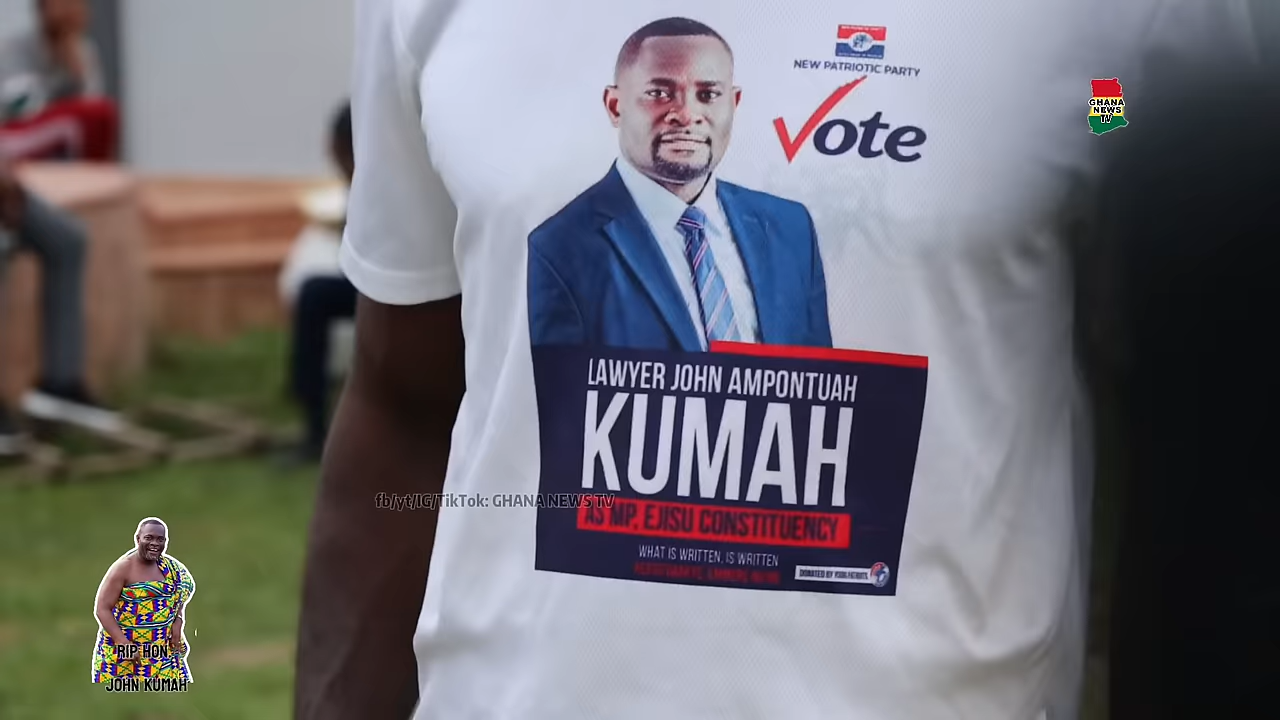 NEW PATRIOTIC PARTY
Vote
GHANA
NEWS
TV
LAWYER JOHN AMPONTUAH
KUMAH
fb/yt/IG/TikTok: GHANA NEWS TV
AS MP, EJISU CONSTITUENCY
WHAT IS WRITTEN, IS WRITTEN
DONATED BY
RIP HON.
JOHN KUMAH